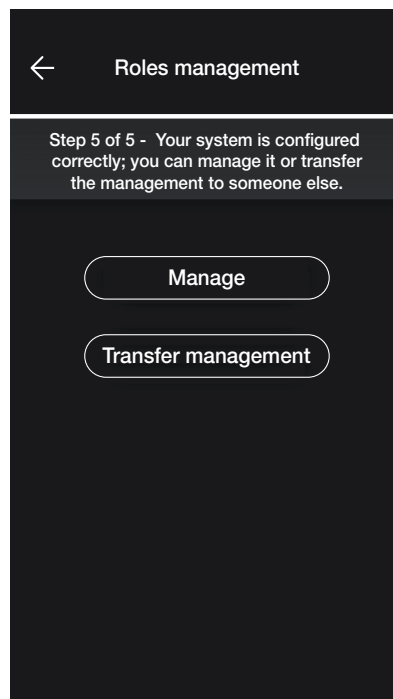 Roles management
Step 5 of 5 - Your system is configured
correctly; you can manage it or transfer
the management to someone else.
Manage
Transfer management